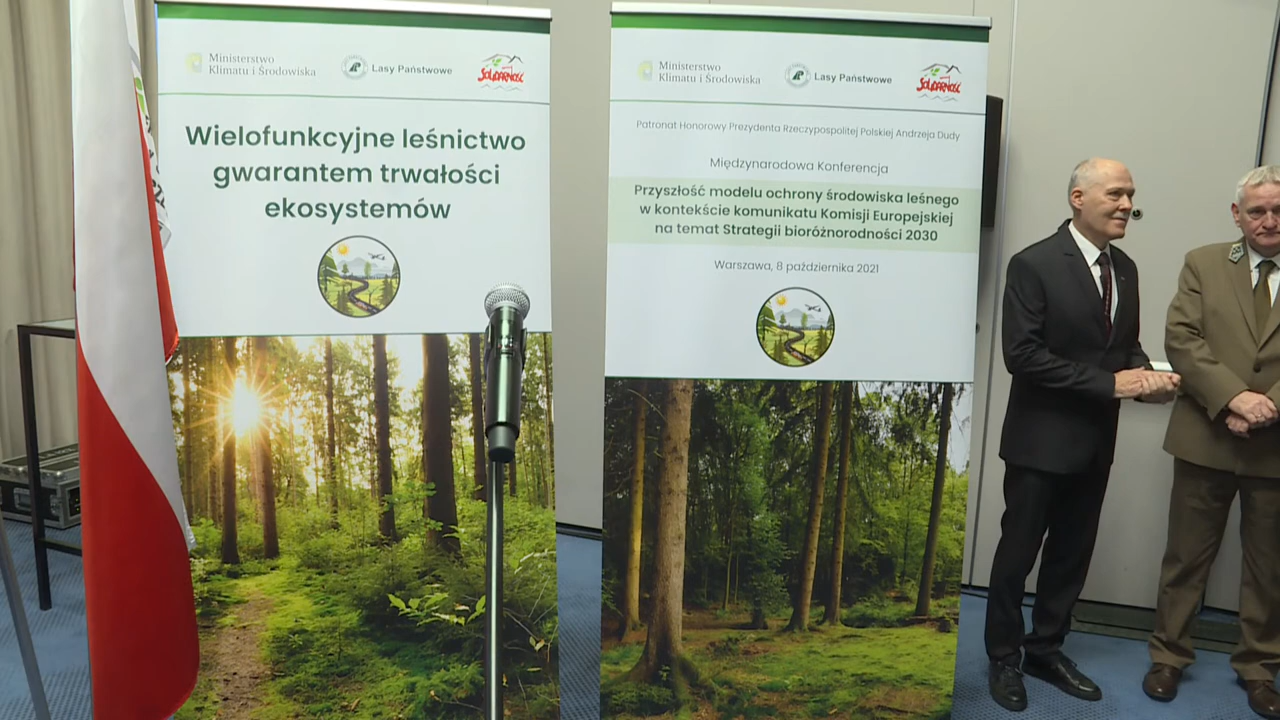 Ministerstwo
Klimatu i Środowiska
Lasy Państwowe
Solidarność
Wielofunkcyjne leśnictwo
gwarantem trwałości
ekosystemów
Ministerstwo
Klimatu i Środowiska
Lasy Państwowe
Solidarność
Patronat Honorowy Prezydenta Rzeczypospolitej Polskiej Andrzeja Dudy
Międzynarodowa Konferencja
Przyszłość modelu ochrony środowiska leśnego
w kontekście komunikatu Komisji Europejskiej
na temat Strategii bioróżnorodności 2030
Warszawa, 8 października 2021